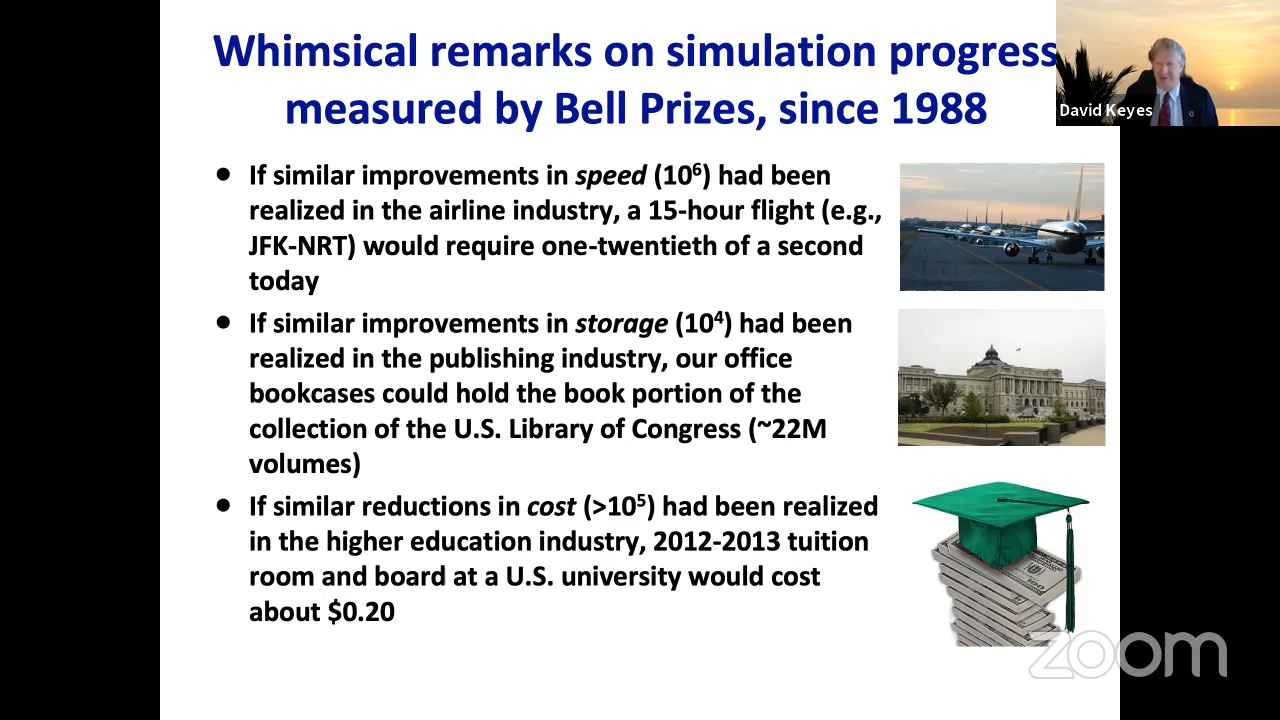 Whimsical remarks on simulation progress
measured by Bell Prizes, since 1988
David Keyes
● If similar improvements in speed (10⁶) had been
realized in the airline industry, a 15-hour flight (e.g.,
JFK-NRT) would require one-twentieth of a second
today
● If similar improvements in storage (10⁴) had been
realized in the publishing industry, our office
bookcases could hold the book portion of the
collection of the U.S. Library of Congress (~22M
volumes)
● If similar reductions in cost (>10⁵) had been realized
in the higher education industry, 2012-2013 tuition
room and board at a U.S. university would cost
about $0.20
zoom